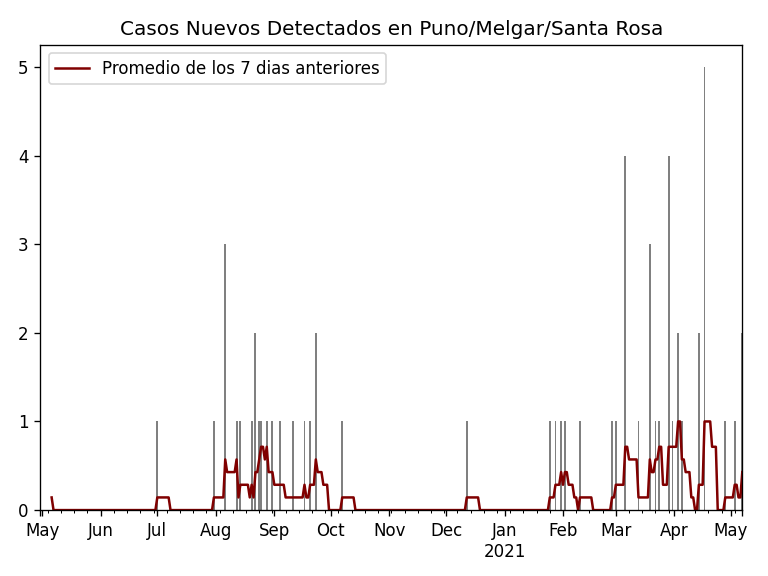 Casos Nuevos Detectados en Puno/Melgar/Santa Rosa
Promedio de los 7 dias anteriores
5
4
3
2
1
0
May Jun Jul Aug Sep Oct Nov Dec Jan Feb Mar Apr May
2021